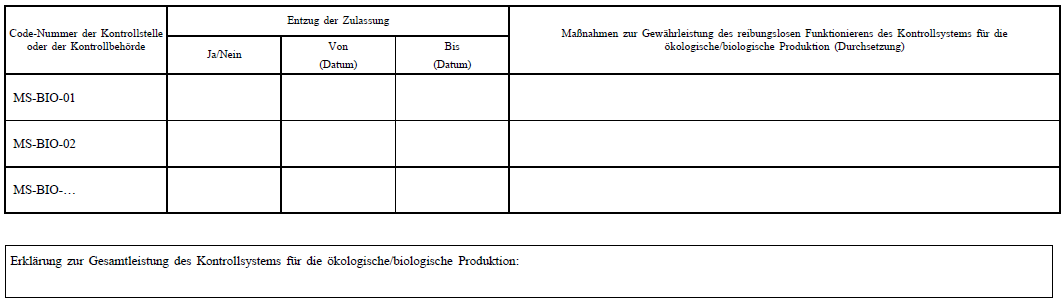 Code-Nummer der Kontrollstelle
oder der Kontrollbehörde
Entzug der Zulassung
Maßnahmen zur Gewährleistung des reibungslosen Funktionierens des Kontrollsystems für die
ökologische/biologische Produktion (Durchsetzung)
Ja/Nein
Von
(Datum)
Bis
(Datum)
MS-BIO-01
MS-BIO-02
MS-BIO-…
Erklärung zur Gesamtleistung des Kontrollsystems für die ökologische/biologische Produktion: